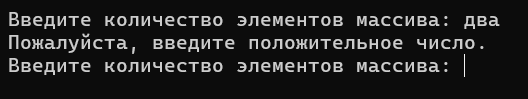 Введите количество элементов массива: два
Пожалуйста, введите положительное число.
Введите количество элементов массива: